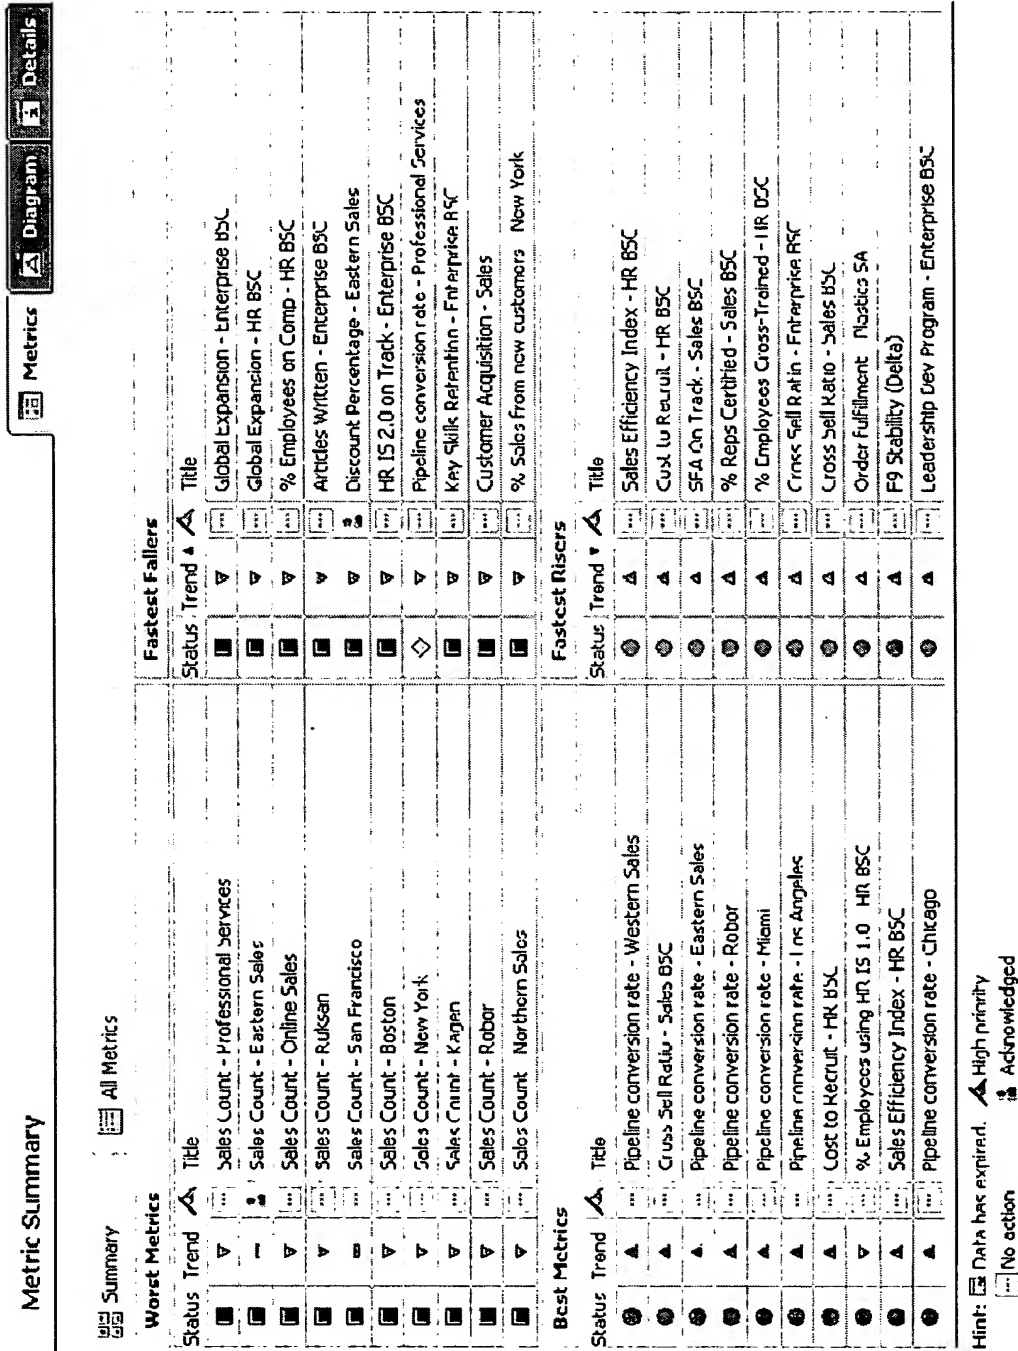 Metric Summary
Metrics
Diagram
Details
Summary
All Metrics
Worst Metrics
Status Trend Title
Sales Count - Professional Services
Sales Count - Eastern Sales
Sales Count - Online Sales
Sales Count - Ruksan
Sales Count - San Francisco
Sales Count - Boston
Sales Count - New York
Sales Count - Kagen
Sales Count - Robor
Sales Count Northern Sales
Fastest Fallers
Status Trend Title
Global Expansion - Enterprise BSC
Global Expansion - HR BSC
% Employees on Comp - HR BSC
Articles Written - Enterprise BSC
Discount Percentage - Eastern Sales
HR IS 2.0 on Track - Enterprise BSC
Pipeline conversion rate - Professional Services
Key Skills Retention - Enterprise BSC
Customer Acquisition - Sales
% Sales from new customers New York
Best Metrics
Status Trend Title
Pipeline conversion rate - Western Sales
Cross Sell Ratio - Sales BSC
Pipeline conversion rate - Eastern Sales
Pipeline conversion rate - Robor
Pipeline conversion rate - Miami
Pipeline conversion rate - Los Angeles
Cost to Recruit - HR BSC
% Employees using HR IS 1.0 HR BSC
Sales Efficiency Index - HR BSC
Pipeline conversion rate - Chicago
Fastest Risers
Status Trend Title
Sales Efficiency Index - HR BSC
Cost to Recruit - HR BSC
SFA On Track - Sales BSC
% Reps Certified - Sales BSC
% Employees Cross-Trained - HR BSC
Cross Sell Ratio - Enterprise BSC
Cross Sell Ratio - Sales BSC
Order Fulfillment Plastics SA
F9 Stability (Delta)
Leadership Dev Program - Enterprise BSC
Hint: Data has expired. High priority
No action Acknowledged